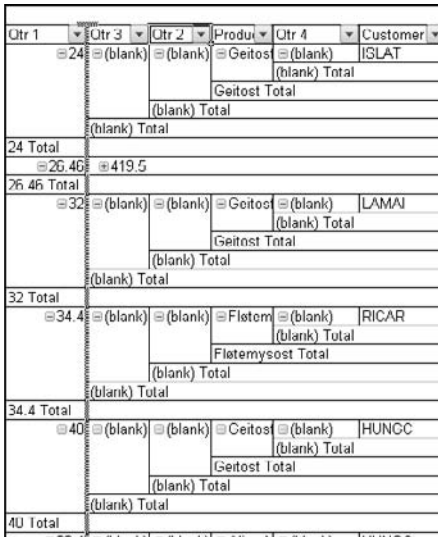 Qtr 1 Qtr 3 Qtr 2 Produ Qtr 4 Customer
24 (blank) (blank) Geitost (blank) ISLAT
(blank) Total
Geitost Total
(blank) Total
(blank) Total
24 Total
26.46 419.5
26.46 Total
32 (blank) (blank) Geitost (blank) LAMAI
(blank) Total
Geitost Total
(blank) Total
(blank) Total
32 Total
34.4 (blank) (blank) Fløtem (blank) RICAR
(blank) Total
Fløtemysost Total
(blank) Total
(blank) Total
34.4 Total
40 (blank) (blank) Geitost (blank) HUNGC
(blank) Total
Geitost Total
(blank) Total
(blank) Total
40 Total